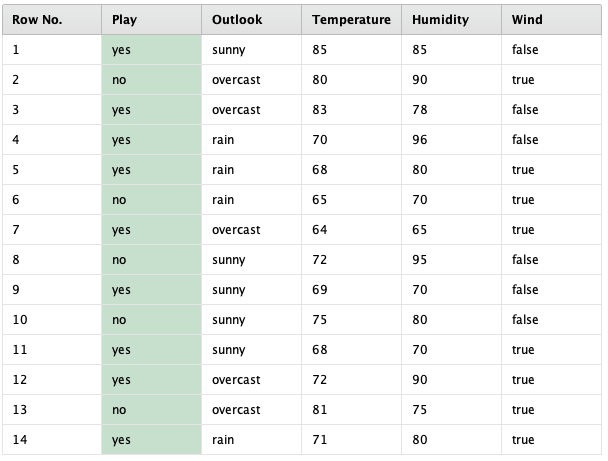 Row No. Play Outlook Temperature Humidity Wind
1 yes sunny 85 85 false
2 no overcast 80 90 true
3 yes overcast 83 78 false
4 yes rain 70 96 false
5 yes rain 68 80 true
6 no rain 65 70 true
7 yes overcast 64 65 true
8 no sunny 72 95 false
9 yes sunny 69 70 false
10 no sunny 75 80 false
11 yes sunny 68 70 true
12 yes overcast 72 90 true
13 no overcast 81 75 true
14 yes rain 71 80 true